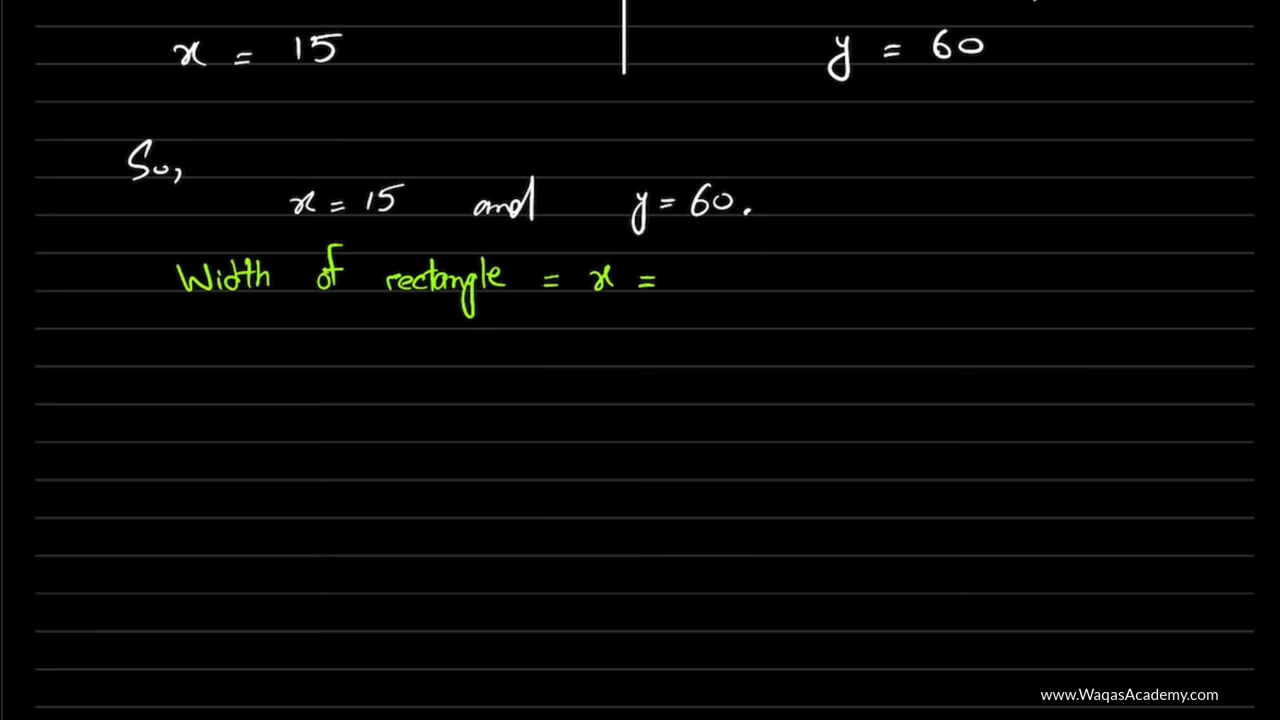 x = 15 y = 60
So,
x = 15 and y = 60.
Width of rectangle = x =
www.WaqasAcademy.com